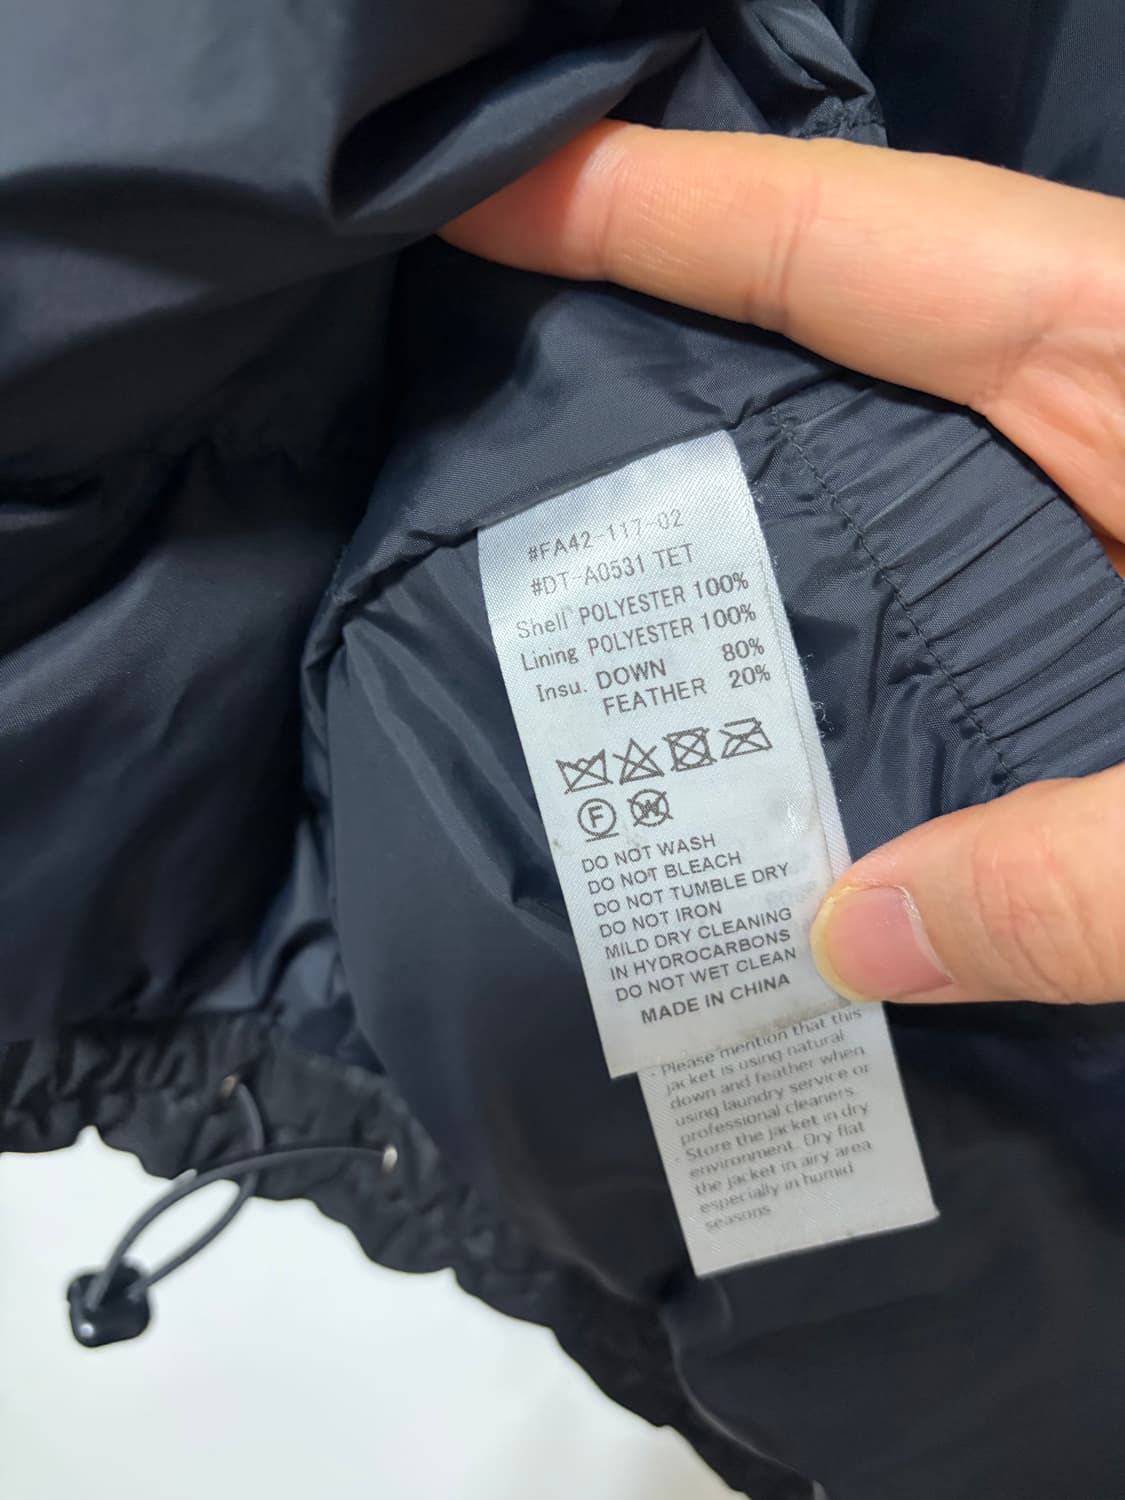 #FA42-117-02
#DT-A0531 TET
Shell POLYESTER 100%
Lining POLYESTER 100%
Insu. DOWN 80%
FEATHER 20%
F W
DO NOT WASH
DO NOT BLEACH
DO NOT TUMBLE DRY
DO NOT IRON
MILD DRY CLEANING
IN HYDROCARBONS
DO NOT WET CLEAN
MADE IN CHINA
- Please mention that this
jacket is using natural
down and feather when
using laundry service or
professional cleaners.
- Store the jacket in dry
environment. Dry flat
the jacket in airy area
especially in humid
seasons